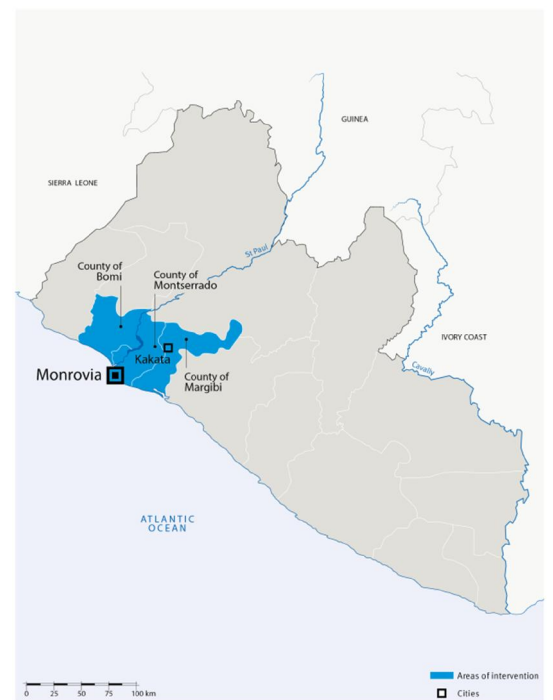 GUINEA
SIERRA LEONE
St Paul
County of
Bomi
County of
Montserrado
IVORY COAST
Kakata
Cavally
Monrovia
County of
Margibi
ATLANTIC
OCEAN
Areas of intervention
0 25 50 75 100 km
Cities